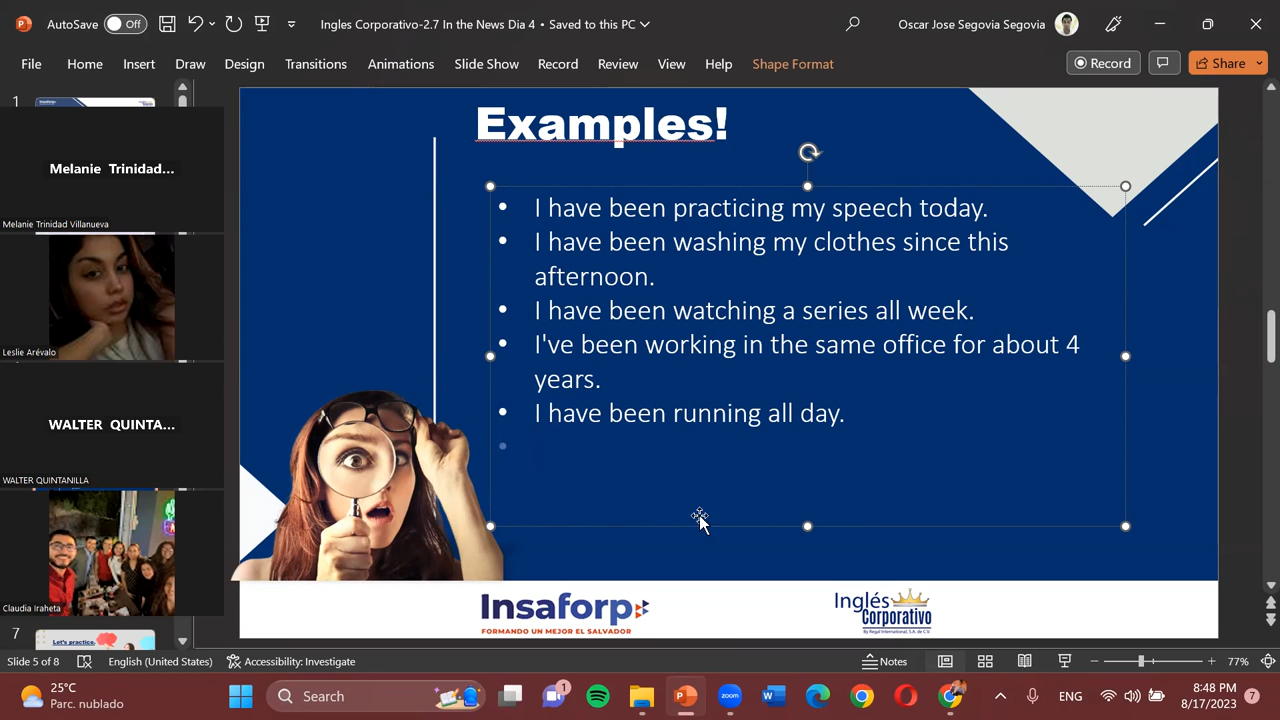 AutoSave Off Ingles Corporativo-2.7 In the News Dia 4 • Saved to this PC Oscar Jose Segovia Segovia
File Home Insert Draw Design Transitions Animations Slide Show Record Review View Help Shape Format Record Share
1
Melanie Trinidad...
Melanie Trinidad Villanueva
Leslie Arévalo
WALTER QUINTA...
WALTER QUINTANILLA
Claudia Iraheta
7
Let's practice.
Examples!
• I have been practicing my speech today.
• I have been washing my clothes since this
afternoon.
• I have been watching a series all week.
• I've been working in the same office for about 4
years.
• I have been running all day.
•
Insaforp
FORMANDO UN MEJOR EL SALVADOR
Inglés
Corporativo
By Regal International, S.A. de C.V.
Slide 5 of 8 English (United States) Accessibility: Investigate Notes 77%
25°C
Parc. nublado
Search
1
ENG
8:48 PM
8/17/2023
7